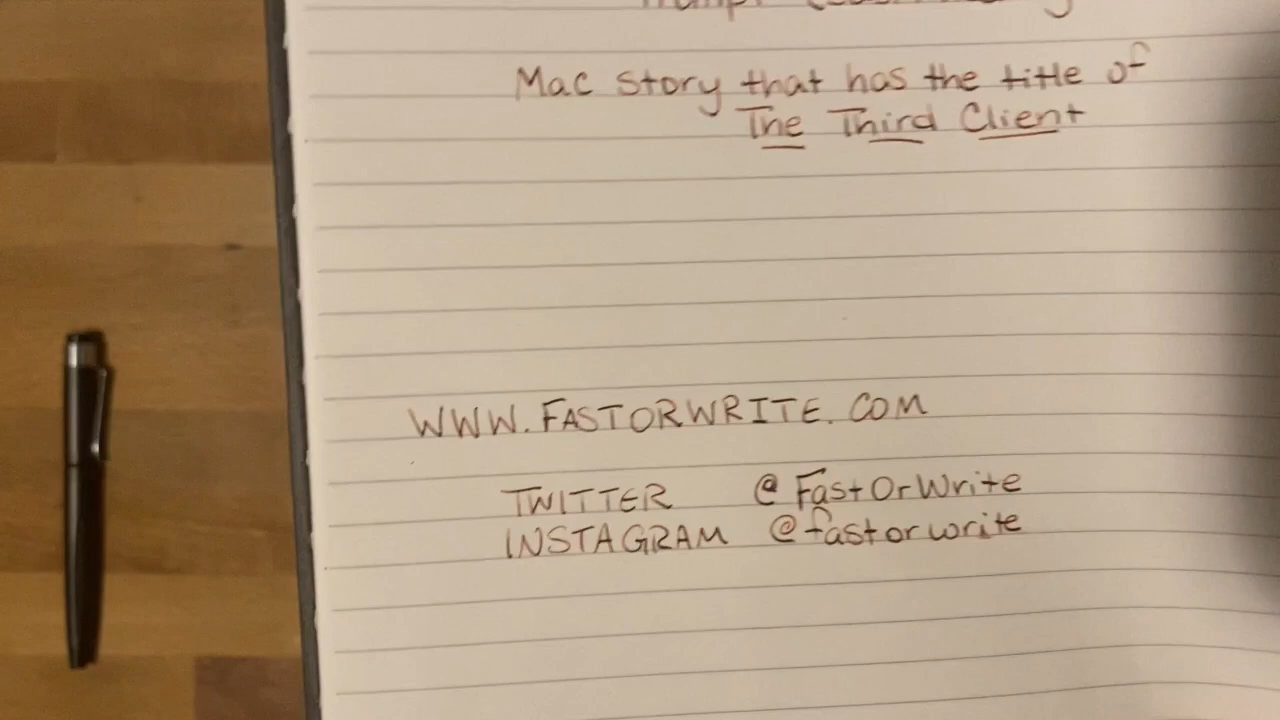 Mac Story that has the title of
The Third Client
WWW.FASTORWRITE.COM
TWITTER @FastOrWrite
INSTAGRAM @fastorwrite